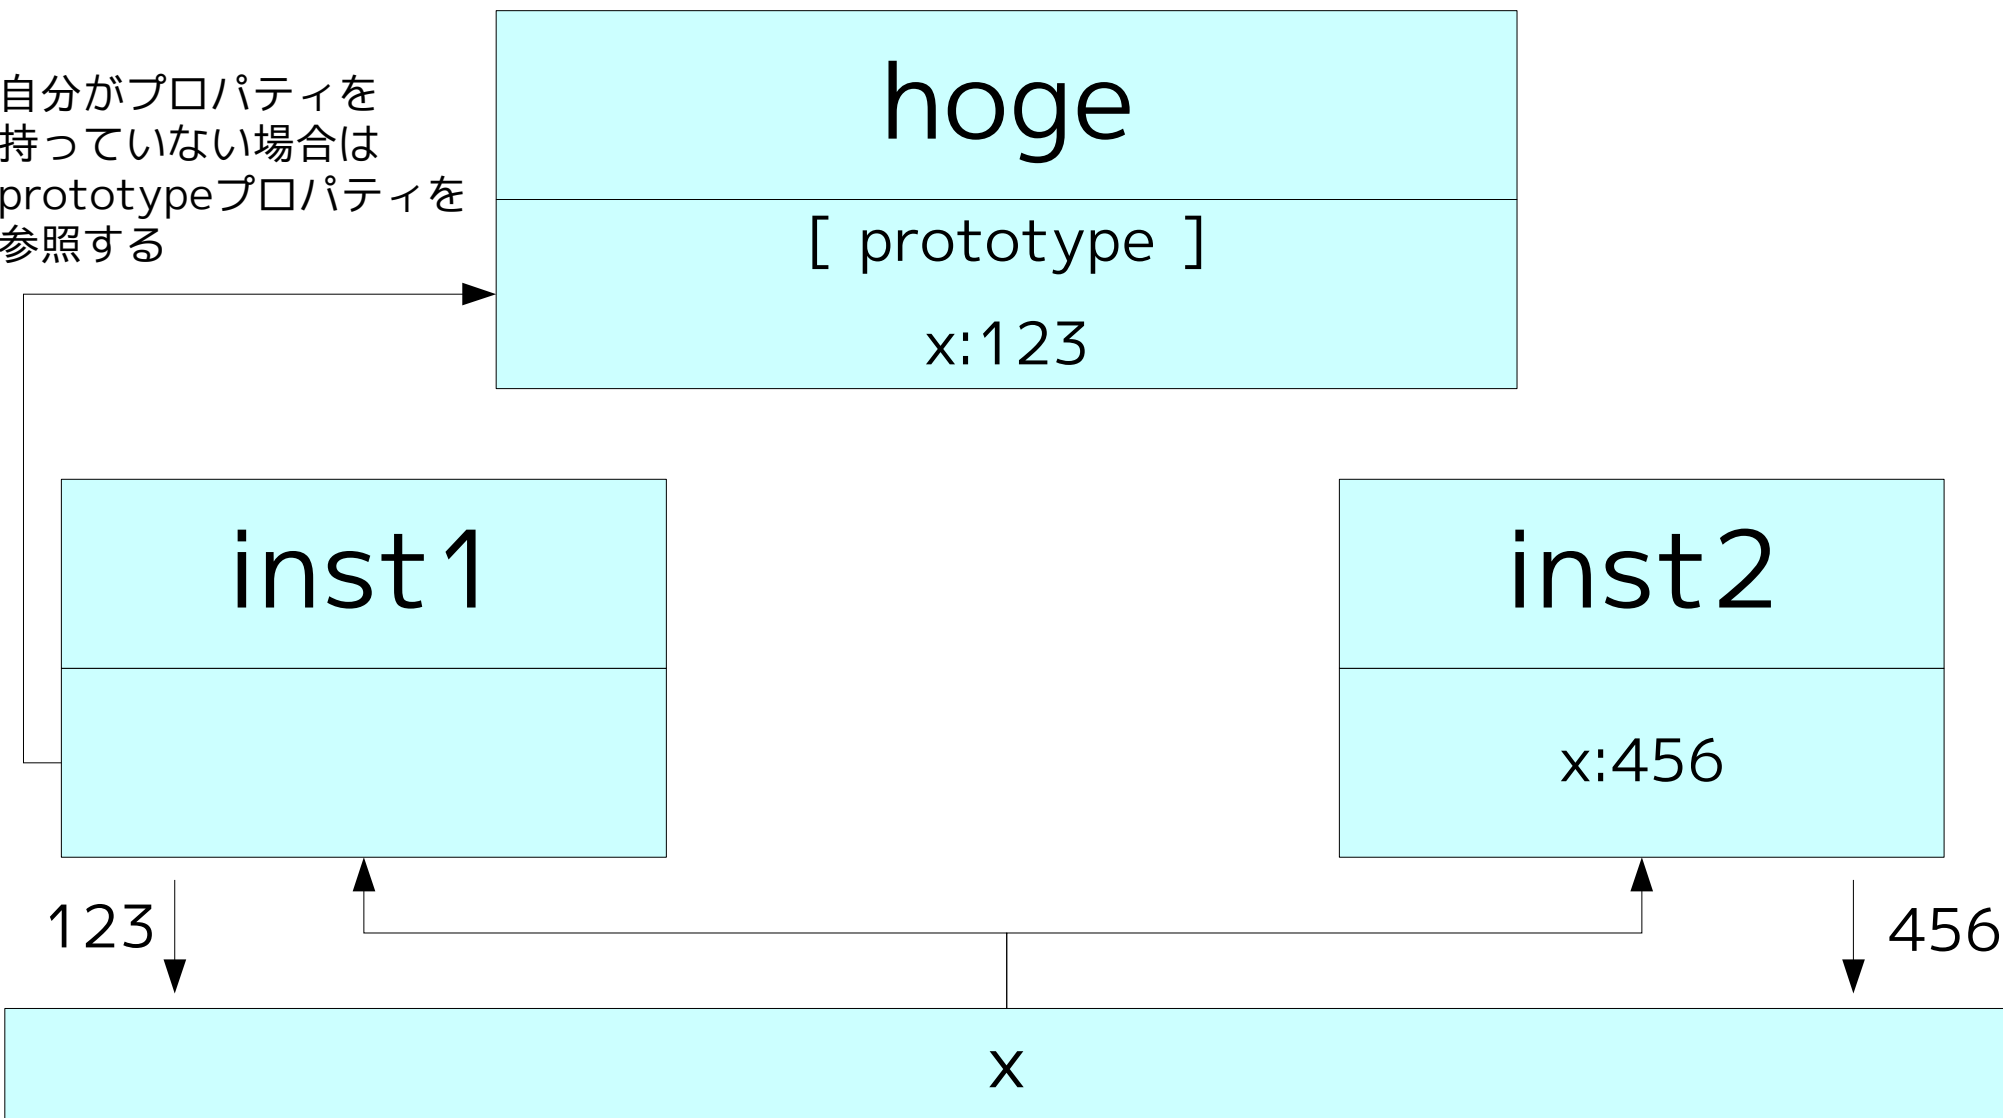 hoge
自分がプロパティを
持っていない場合は
prototypeプロパティを
参照する
[ prototype ]
x:123
inst1
inst2
x:456
123
456
x